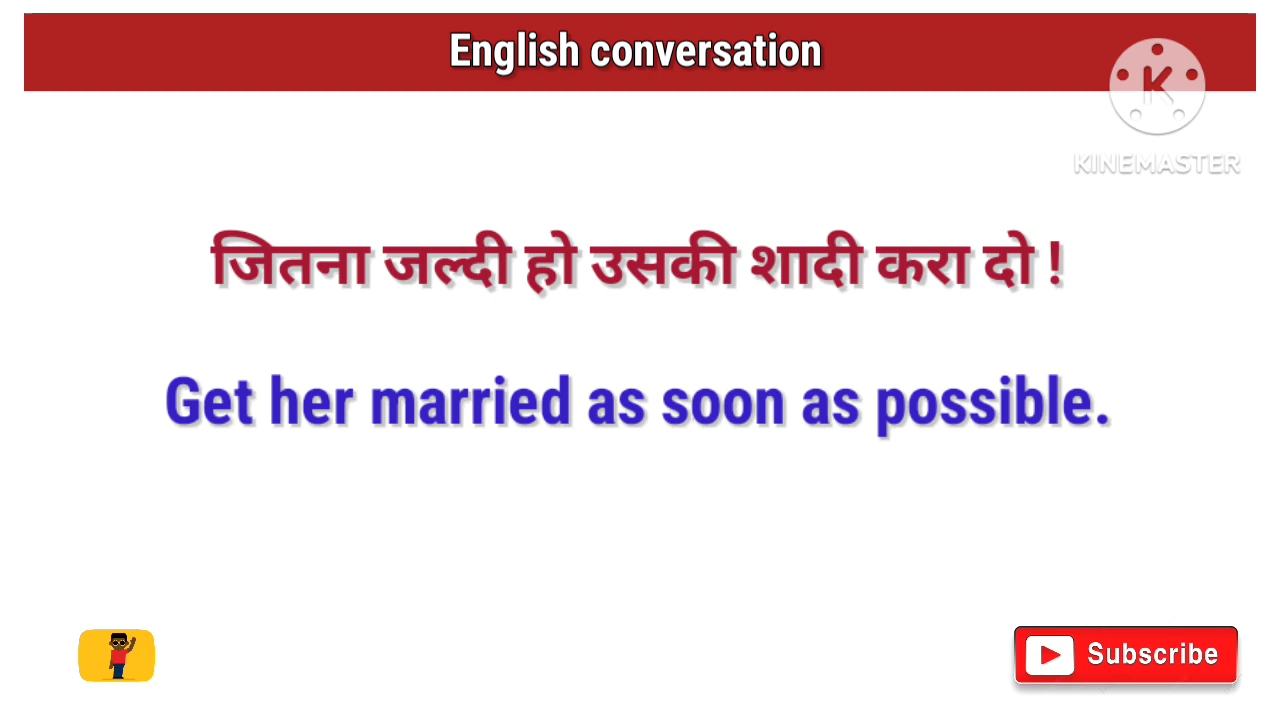 English conversation
K
KINEMASTER
जितना जल्दी हो उसकी शादी करा दो !
Get her married as soon as possible.
Subscribe